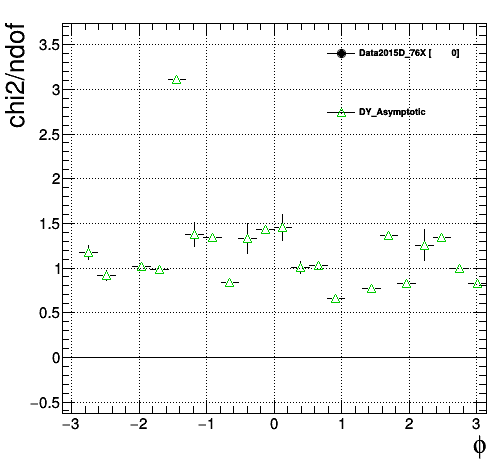 chi2/ndof
3.5
3
2.5
2
1.5
1
0.5
0
−0.5
Data2015D_76X [ 0]
DY_Asymptotic
−3 −2 −1 0 1 2 3
ϕ